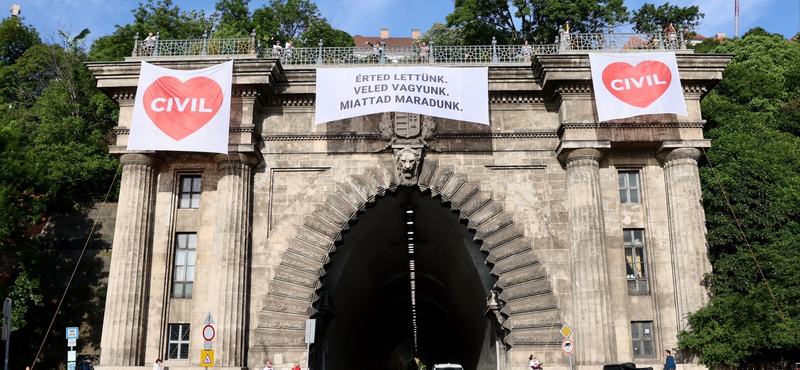 CIVIL
ÉRTED LETTÜNK.
VELED VAGYUNK.
MIATTAD MARADUNK.
CIVIL